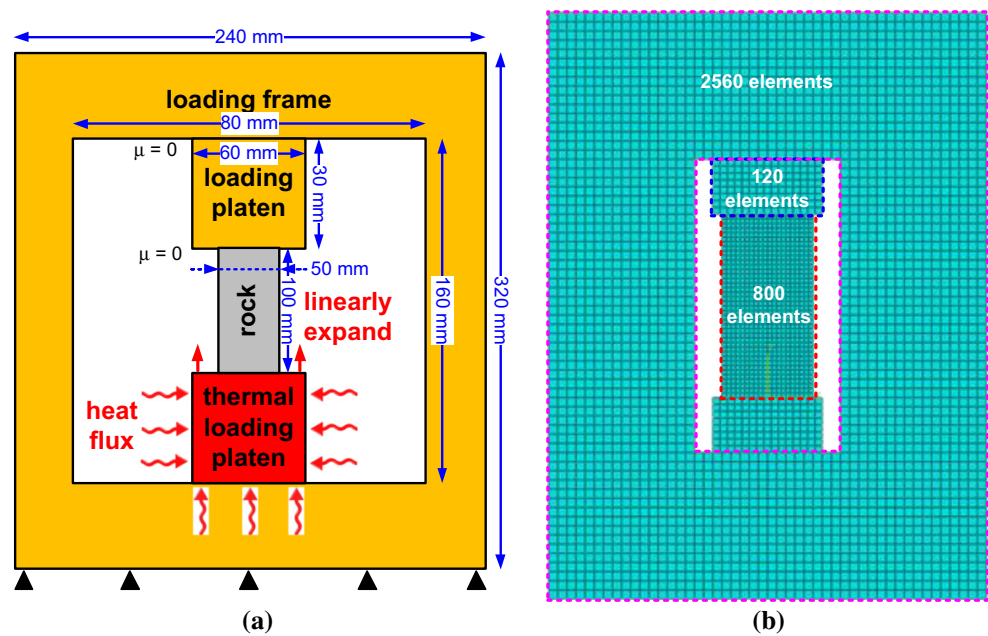 240 mm
loading frame
80 mm
μ = 0
60 mm
30 mm
loading
platen
μ = 0
50 mm
100 mm
160 mm
320 mm
rock
linearly
expand
heat
flux
thermal
loading
platen
(a)
2560 elements
120
elements
800
elements
(b)